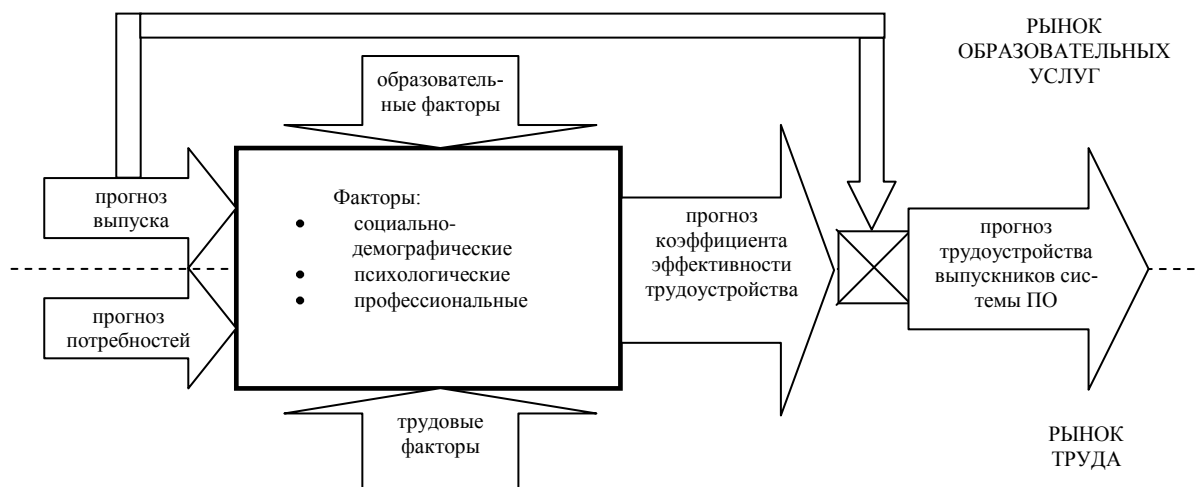 РЫНОК
ОБРАЗОВАТЕЛЬНЫХ
УСЛУГ
образователь-
ные факторы
прогноз
выпуска
Факторы:
• социально-
демографические
• психологические
• профессиональные
прогноз
коэффициента
эффективности
трудоустройства
прогноз
трудоустройства
выпускников сис-
темы ПО
прогноз
потребностей
трудовые
факторы
РЫНОК
ТРУДА